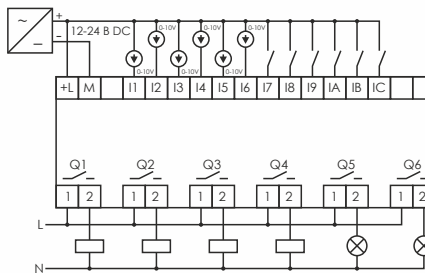 +
12-24 В DC
-
0-10V 0-10V 0-10V
0-10V 0-10V 0-10V
+L M I1 I2 I3 I4 I5 I6 I7 I8 I9 IA IB IC
Q1 Q2 Q3 Q4 Q5 Q6
1 2 1 2 1 2 1 2 1 2 1 2
L
N